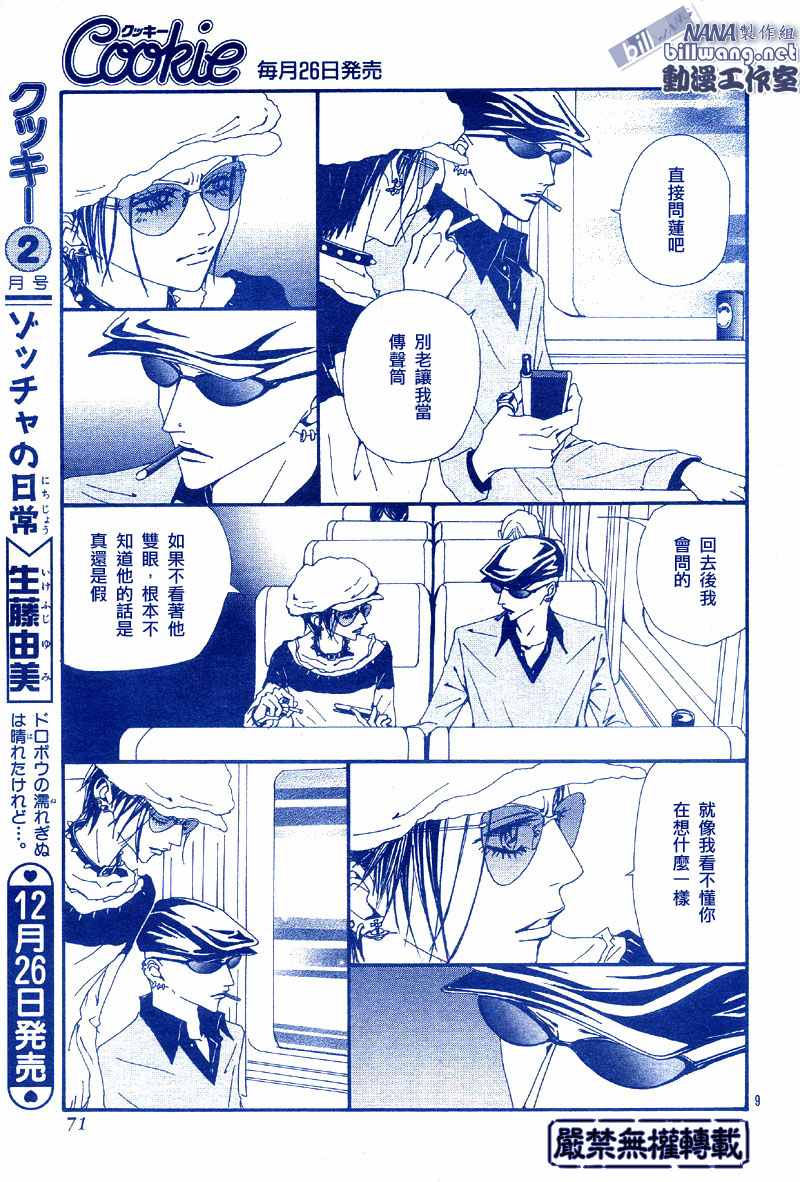 クッキー
Cookie
毎月26日発売
bill
NANA製作組
billwang.net
動漫工作室
直接問蓮吧
別老讓我當
傳聲筒
回去後我
會問的
如果不看著他
雙眼，根本不
知道他的話是
真還是假
就像我看不懂你
在想什麼一樣
クッキー2月号
ゾッチャの日常
にちじょう
生藤由美
いけふじゆみ
ドロボウの濡れぎぬ
ぬ
は晴れたけれど…。
は
12月26日発売
71
9
嚴禁無權轉載